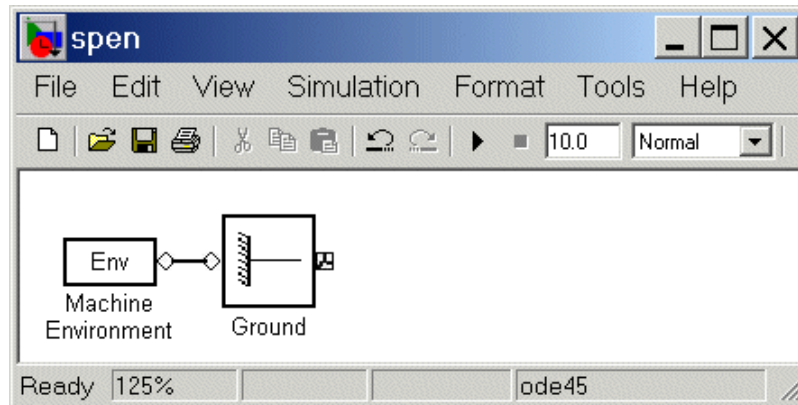 spen
File Edit View Simulation Format Tools Help
10.0 Normal
Env
Machine
Environment
Ground
Ready 125% ode45